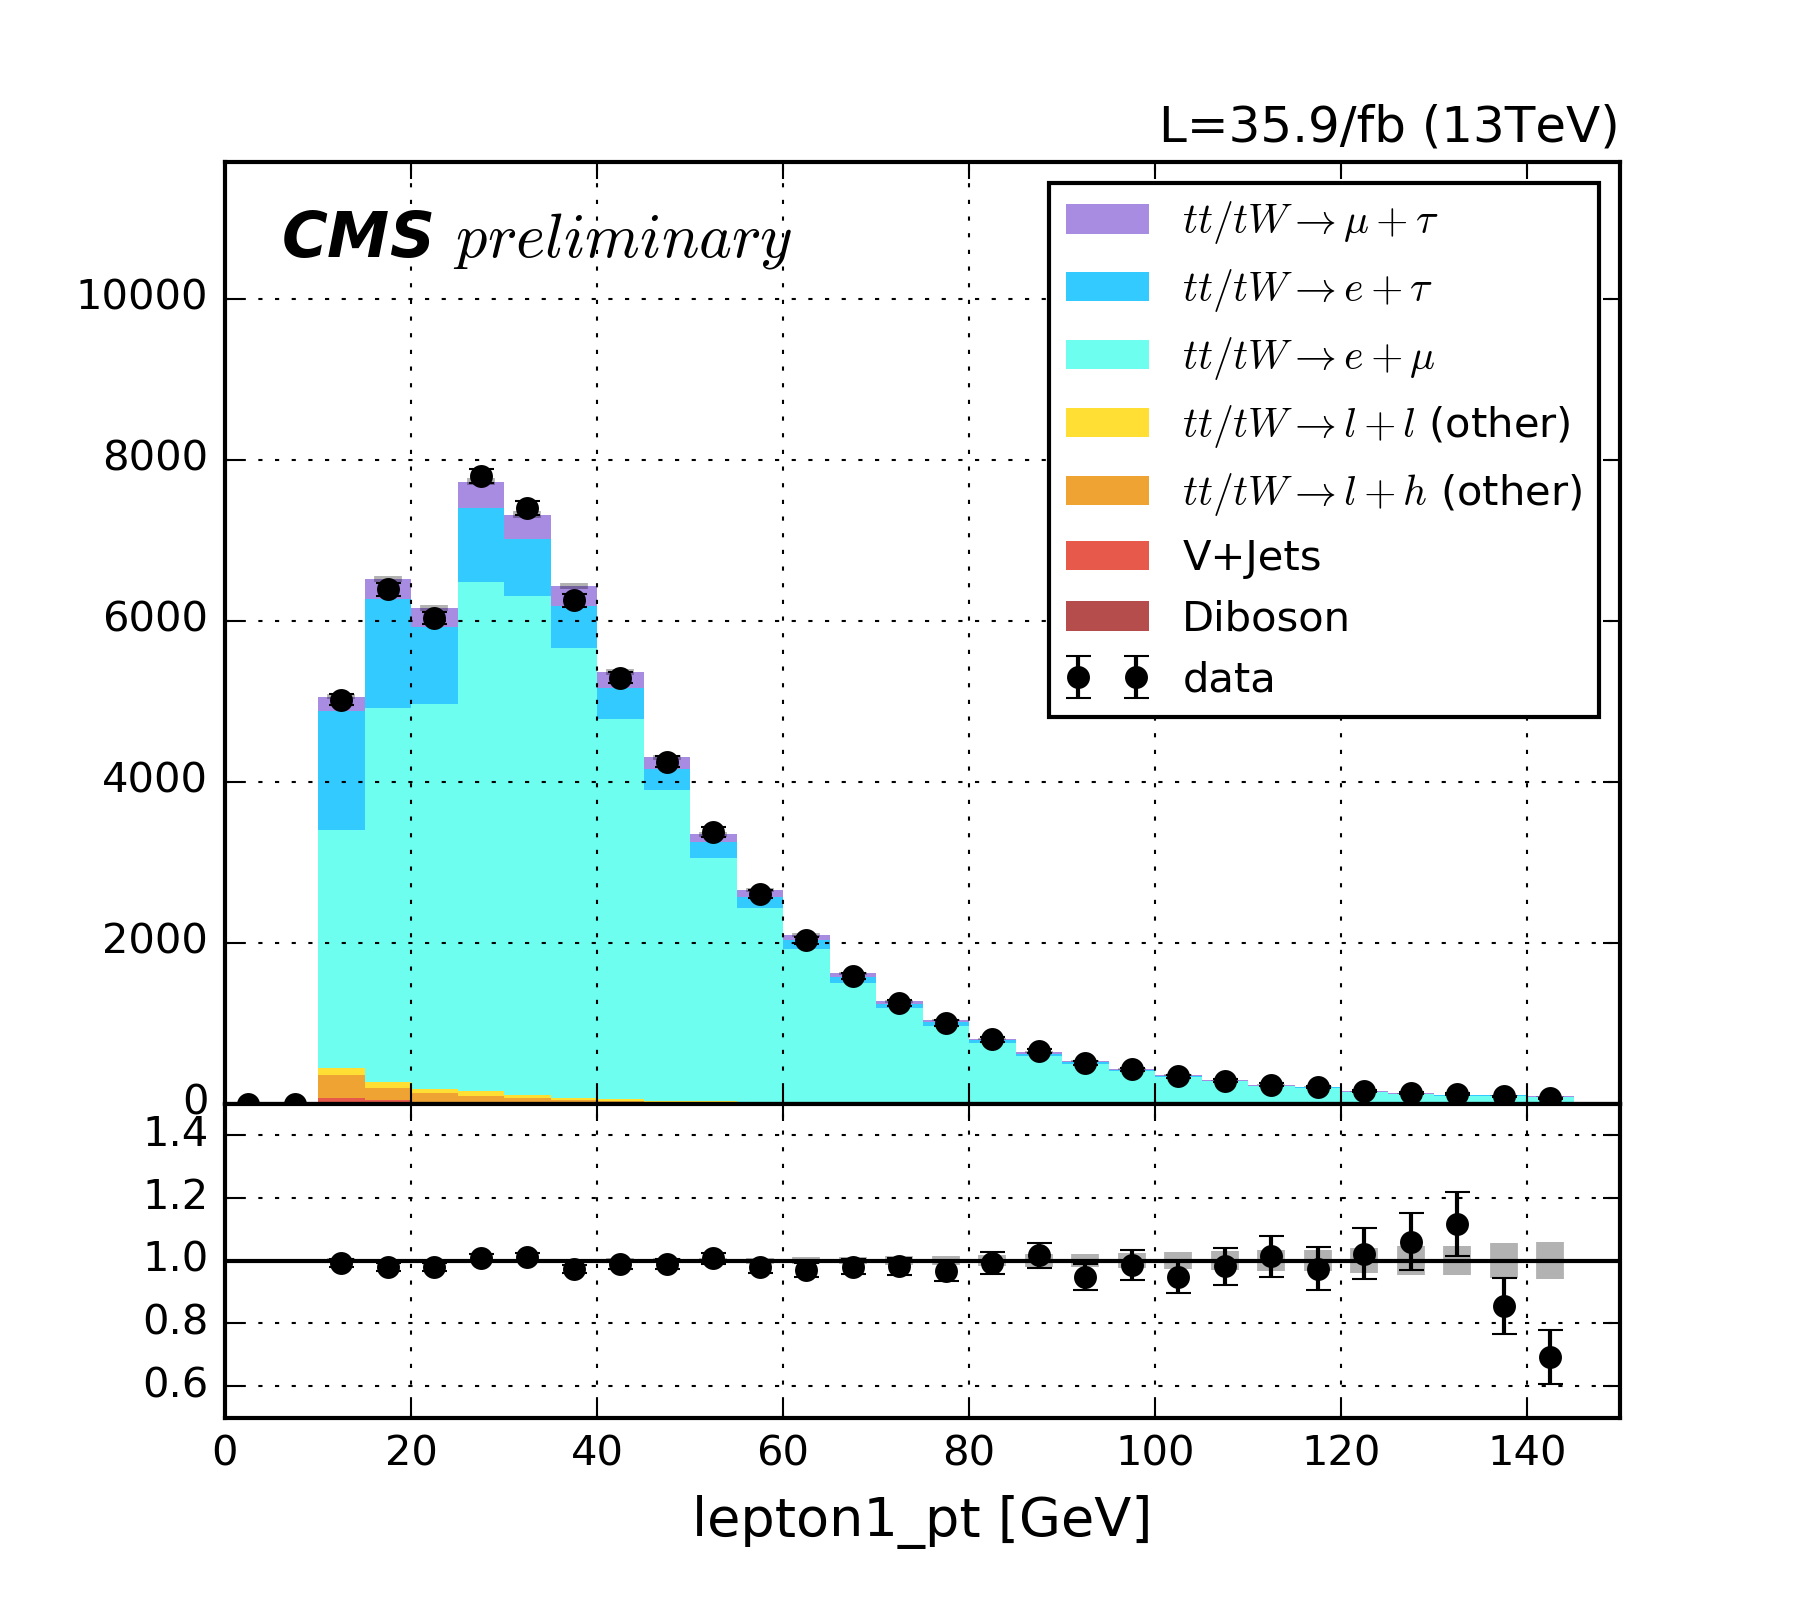 L=35.9/fb (13TeV)
CMS preliminary
tt/tW → μ + τ
tt/tW → e + τ
tt/tW → e + μ
tt/tW → l + l (other)
tt/tW → l + h (other)
V+Jets
Diboson
data
10000
8000
6000
4000
2000
0
1.4
1.2
1.0
0.8
0.6
0 20 40 60 80 100 120 140
lepton1_pt [GeV]